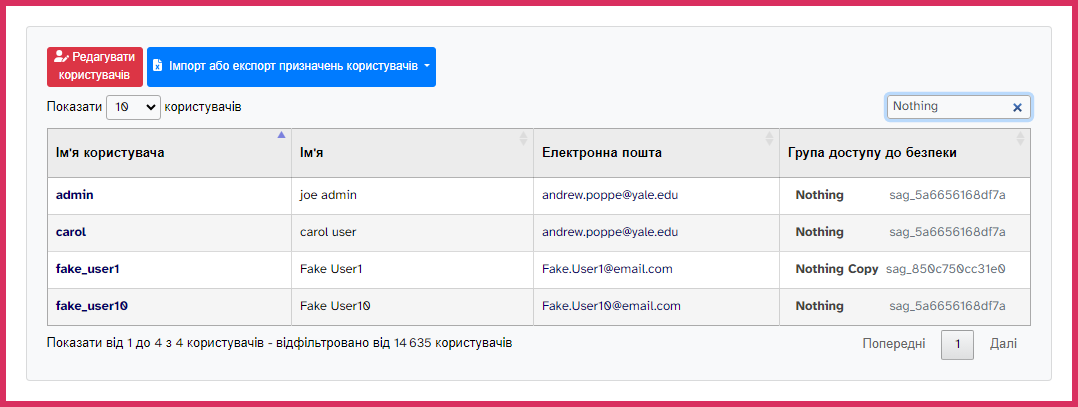 Редагувати
користувачів
Імпорт або експорт призначень користувачів
Показати 10 користувачів
Nothing
Ім'я користувача Ім'я Електронна пошта Група доступу до безпеки
admin joe admin andrew.poppe@yale.edu Nothing sag_5a6656168df7a
carol carol user andrew.poppe@yale.edu Nothing sag_5a6656168df7a
fake_user1 Fake User1 Fake.User1@email.com Nothing Copy sag_850c750cc31e0
fake_user10 Fake User10 Fake.User10@email.com Nothing sag_5a6656168df7a
Показати від 1 до 4 з 4 користувачів - відфільтровано від 14 635 користувачів
Попередні 1 Далі